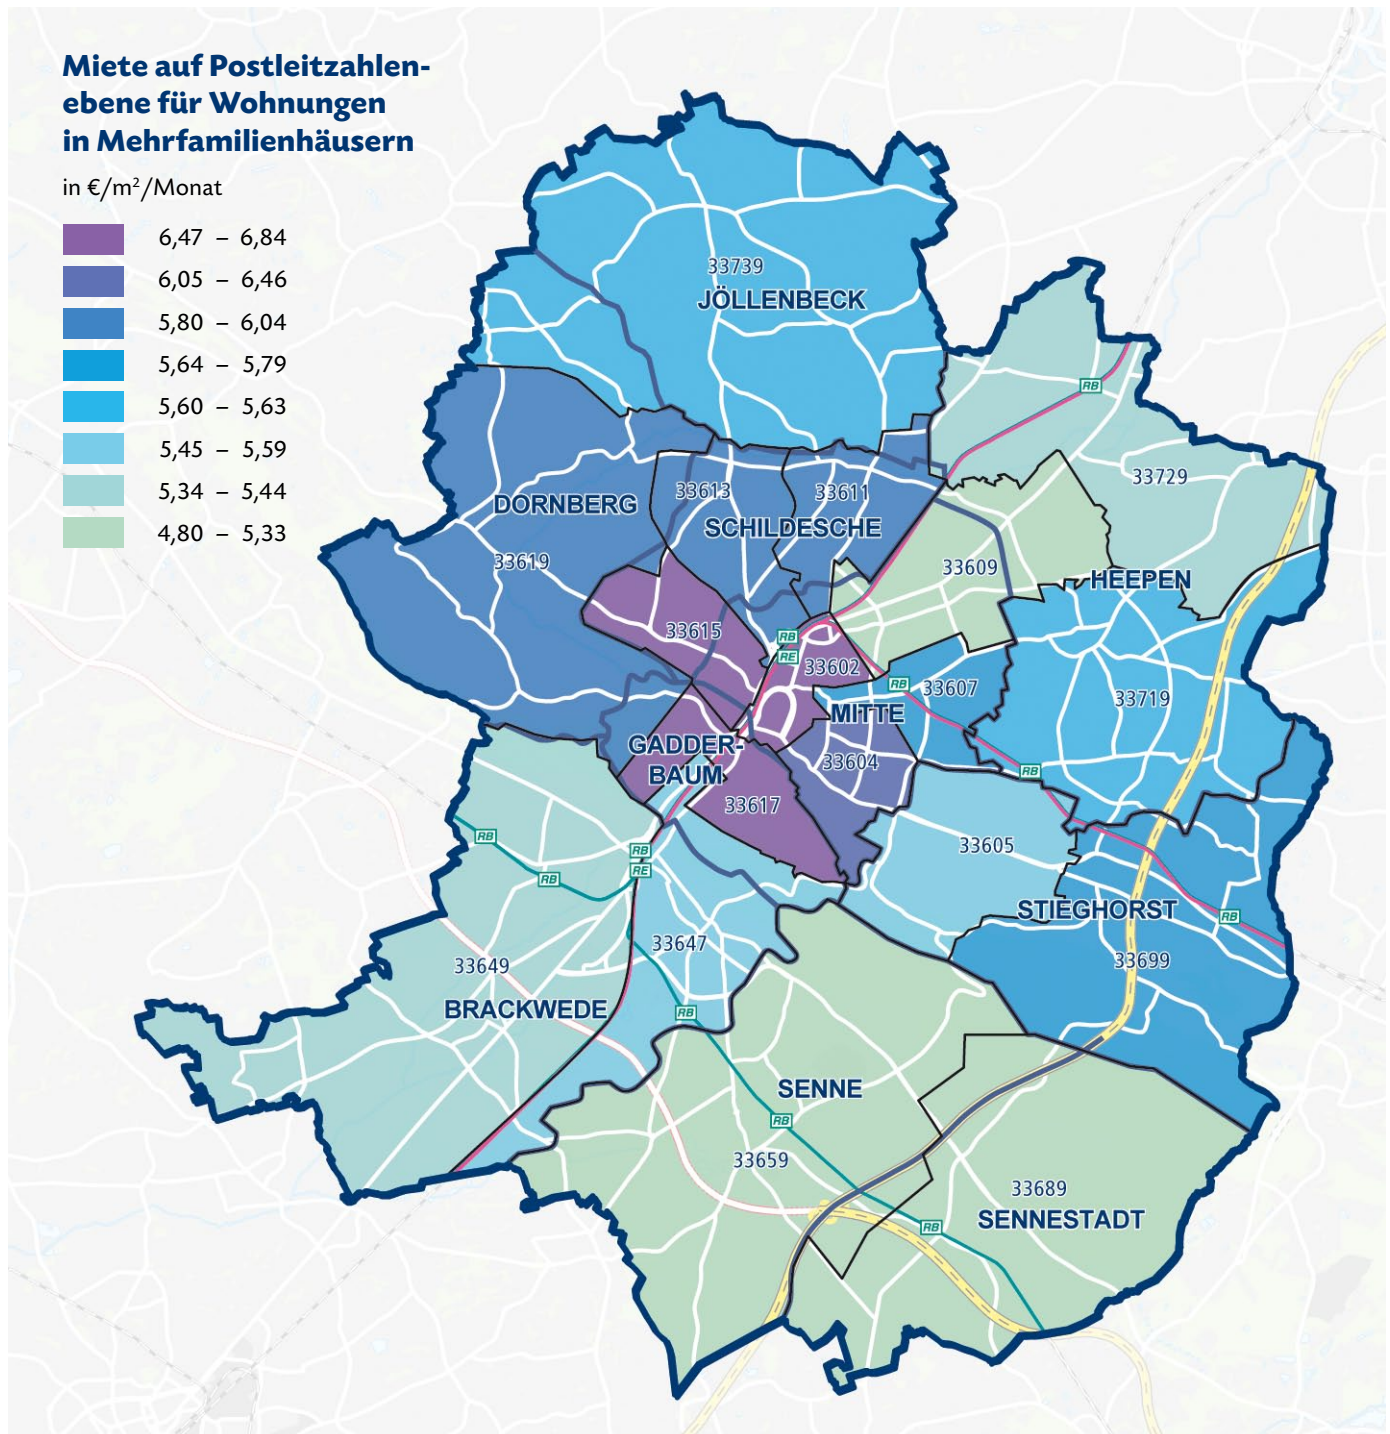 Miete auf Postleitzahlen-
ebene für Wohnungen
in Mehrfamilienhäusern
in €/m²/Monat
6,47 – 6,84
6,05 – 6,46
5,80 – 6,04
5,64 – 5,79
5,60 – 5,63
5,45 – 5,59
5,34 – 5,44
4,80 – 5,33
33739
JÖLLENBECK
RB
33729
DORNBERG
33613
33611
SCHILDESCHE
33619
33609
HEEPEN
33615
RB
RE
33602
RB
33607
33719
MITTE
GADDER-
BAUM
33604
RB
33617
RB
RB
RE
RB
33605
STIEGHORST
RB
33647
33649
33699
BRACKWEDE
RB
SENNE
RB
33659
33689
SENNESTADT
RB